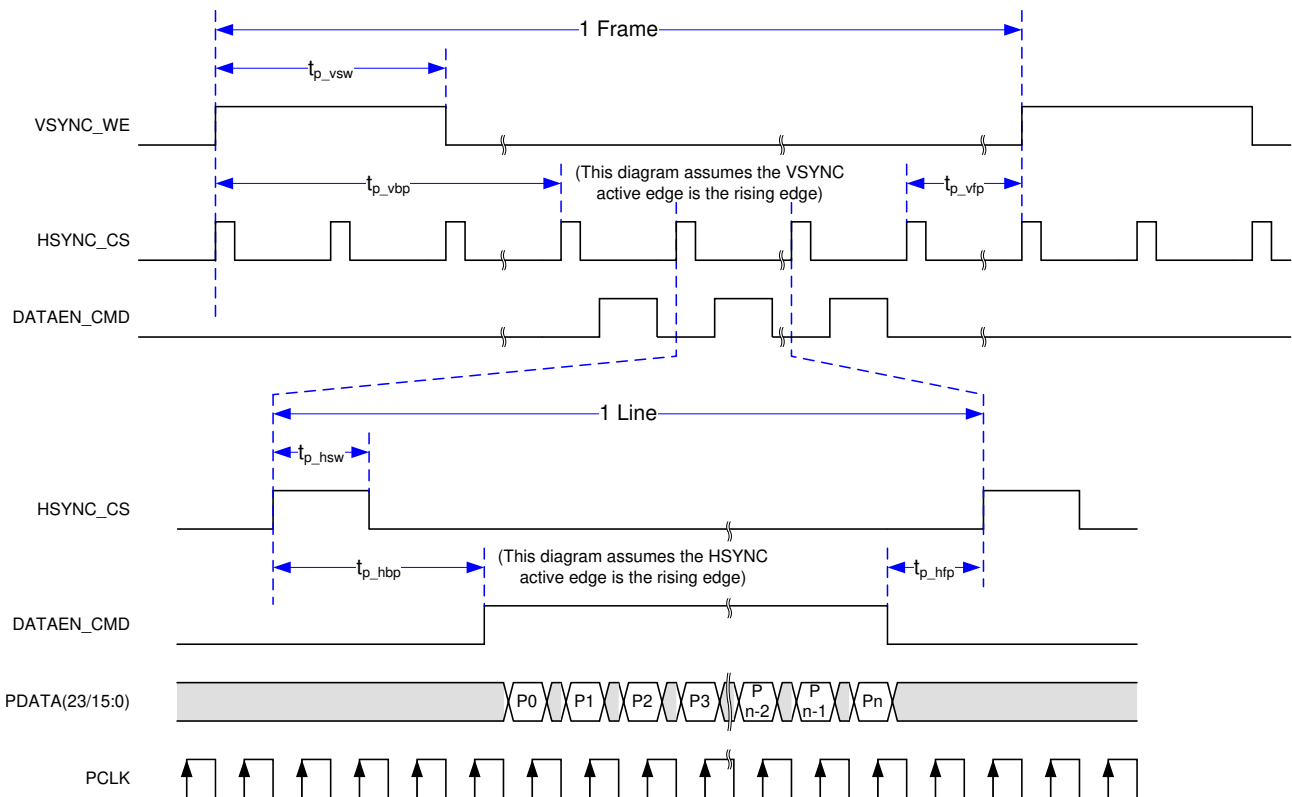 1 Frame
tp_vsw
VSYNC_WE
tp_vbp
(This diagram assumes the VSYNC
active edge is the rising edge)
tp_vfp
HSYNC_CS
DATAEN_CMD
1 Line
tp_hsw
HSYNC_CS
tp_hbp
(This diagram assumes the HSYNC
active edge is the rising edge)
tp_hfp
DATAEN_CMD
PDATA(23/15:0)
P0
P1
P2
P3
P
n-2
P
n-1
Pn
PCLK